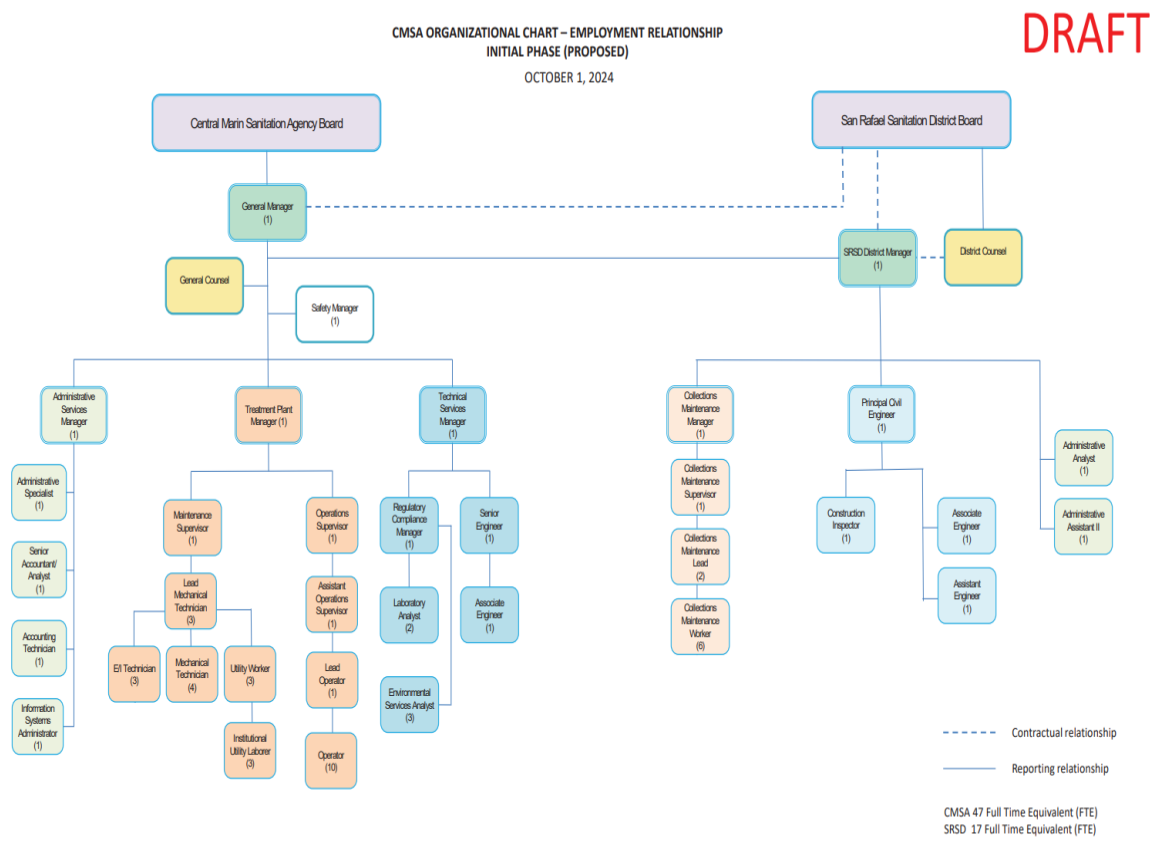 CMSA ORGANIZATIONAL CHART – EMPLOYMENT RELATIONSHIP
INITIAL PHASE (PROPOSED)
OCTOBER 1, 2024
DRAFT
Central Marin Sanitation Agency Board
San Rafael Sanitation District Board
General Manager
(1)
SRSD District Manager
(1)
District Counsel
General Counsel
Safety Manager
(1)
Administrative
Services
Manager
(1)
Treatment Plant
Manager (1)
Technical
Services
Manager
(1)
Collections
Maintenance
Manager
(1)
Principal Civil
Engineer
(1)
Administrative
Analyst
(1)
Administrative
Assistant II
(1)
Administrative
Specialist
(1)
Senior
Accountant/
Analyst
(1)
Accounting
Technician
(1)
Information
Systems
Administrator
(1)
Maintenance
Supervisor
(1)
Lead
Mechanical
Technician
(3)
E/I Technician
(3)
Mechanical
Technician
(4)
Utility Worker
(3)
Institutional
Utility Laborer
(3)
Operations
Supervisor
(1)
Assistant
Operations
Supervisor
(1)
Lead
Operator
(1)
Operator
(10)
Regulatory
Compliance
Manager
(1)
Laboratory
Analyst
(2)
Environmental
Services Analyst
(3)
Senior
Engineer
(1)
Associate
Engineer
(1)
Collections
Maintenance
Supervisor
(1)
Collections
Maintenance
Lead
(2)
Collections
Maintenance
Worker
(6)
Construction
Inspector
(1)
Associate
Engineer
(1)
Assistant
Engineer
(1)
Contractual relationship
Reporting relationship
CMSA 47 Full Time Equivalent (FTE)
SRSD 17 Full Time Equivalent (FTE)